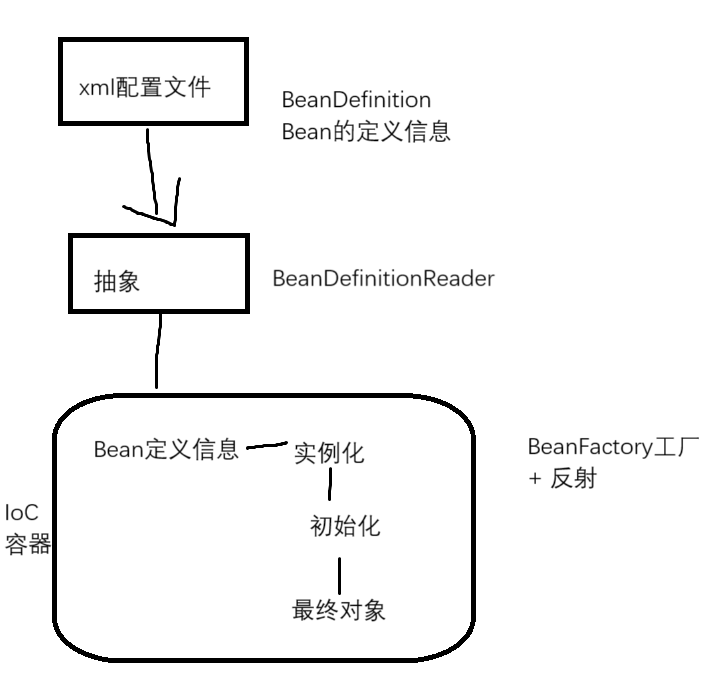 xml配置文件
BeanDefinition
Bean的定义信息
抽象
BeanDefinitionReader
Bean定义信息
实例化
BeanFactory工厂
+ 反射
IoC
容器
初始化
最终对象